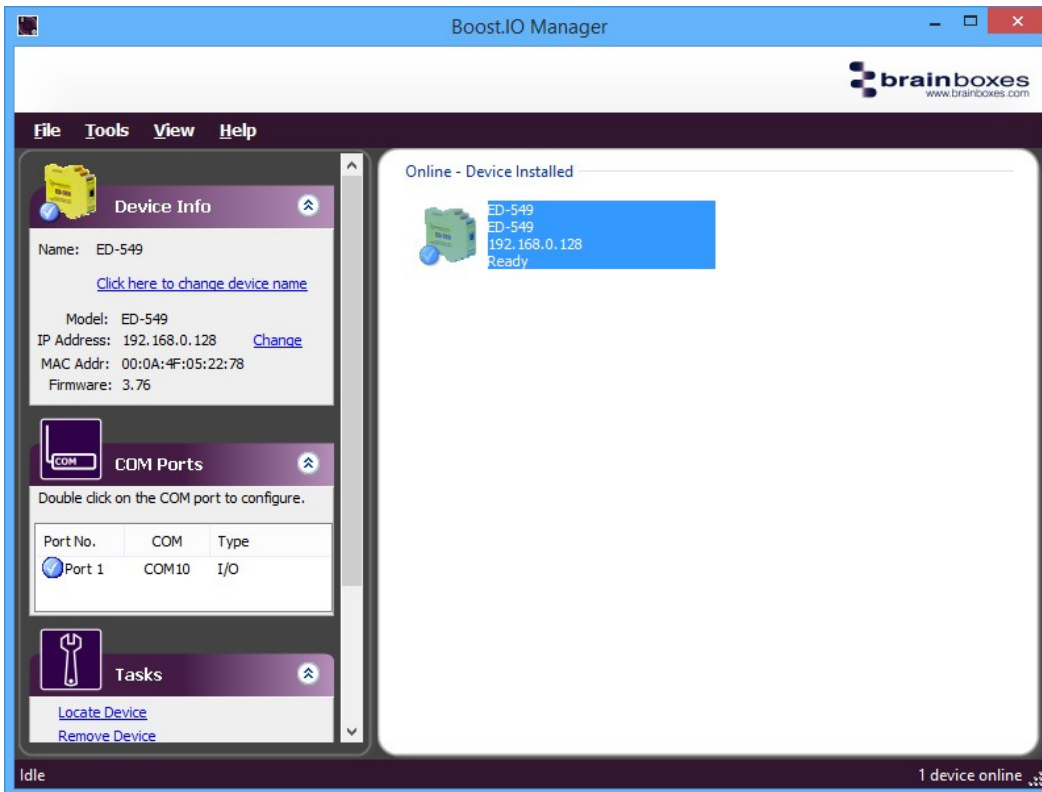 Boost.IO Manager
brainboxes
www.brainboxes.com
File Tools View Help
Device Info
Name: ED-549
Click here to change device name
Model: ED-549
IP Address: 192.168.0.128 Change
MAC Addr: 00:0A:4F:05:22:78
Firmware: 3.76
COM Ports
COM
Double click on the COM port to configure.
Port No. COM Type
Port 1 COM10 I/O
Tasks
Locate Device
Remove Device
Online - Device Installed
ED-549
ED-549
192.168.0.128
Ready
Idle
1 device online